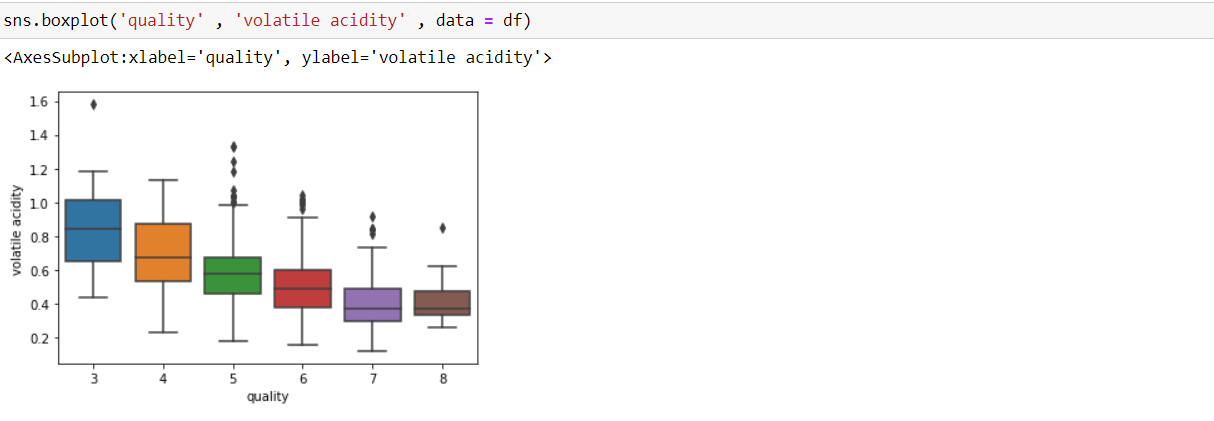 sns.boxplot('quality' , 'volatile acidity' , data = df)
<AxesSubplot:xlabel='quality', ylabel='volatile acidity'>
1.6
1.4
1.2
1.0
0.8
0.6
0.4
0.2
volatile acidity
3 4 5 6 7 8
quality